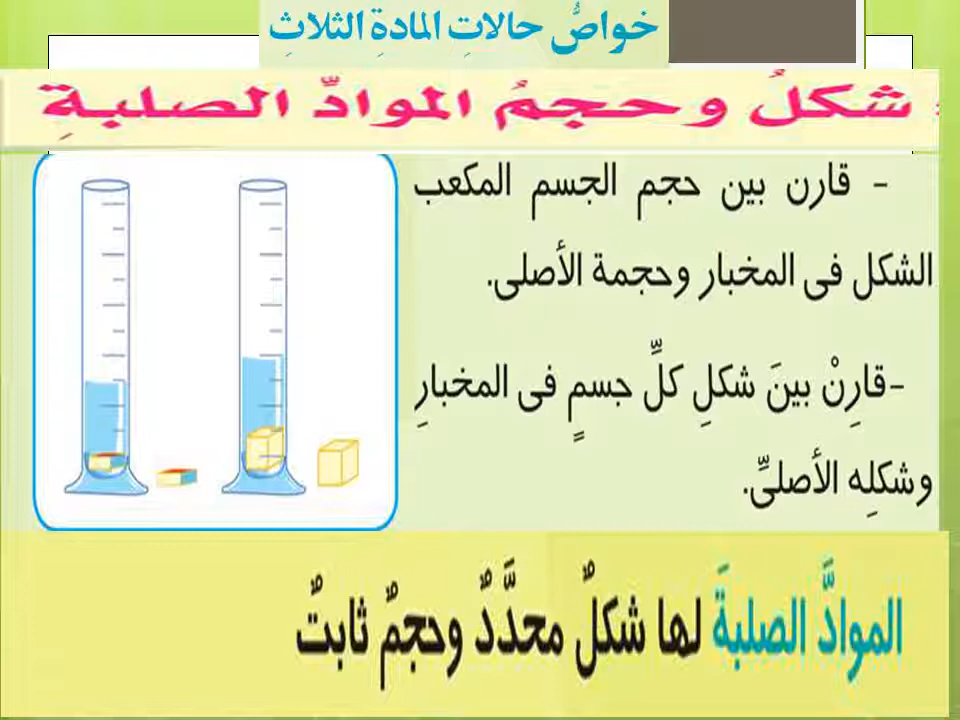 خواصُّ حالاتِ المادةِ الثلاثِ
شكلُ وحجمُ الموادِّ الصلبةِ
- قارن بين حجم الجسم المكعب
الشكل فى المخبار وحجمة الأصلى.
-قارِنْ بينَ شكلِ كلِّ جسمٍ فى المخبارِ
وشكلِه الأصلىِّ.
الموادَّ الصلبةَ لها شكلٌ محدَّدٌ وحجمٌ ثابتٌ